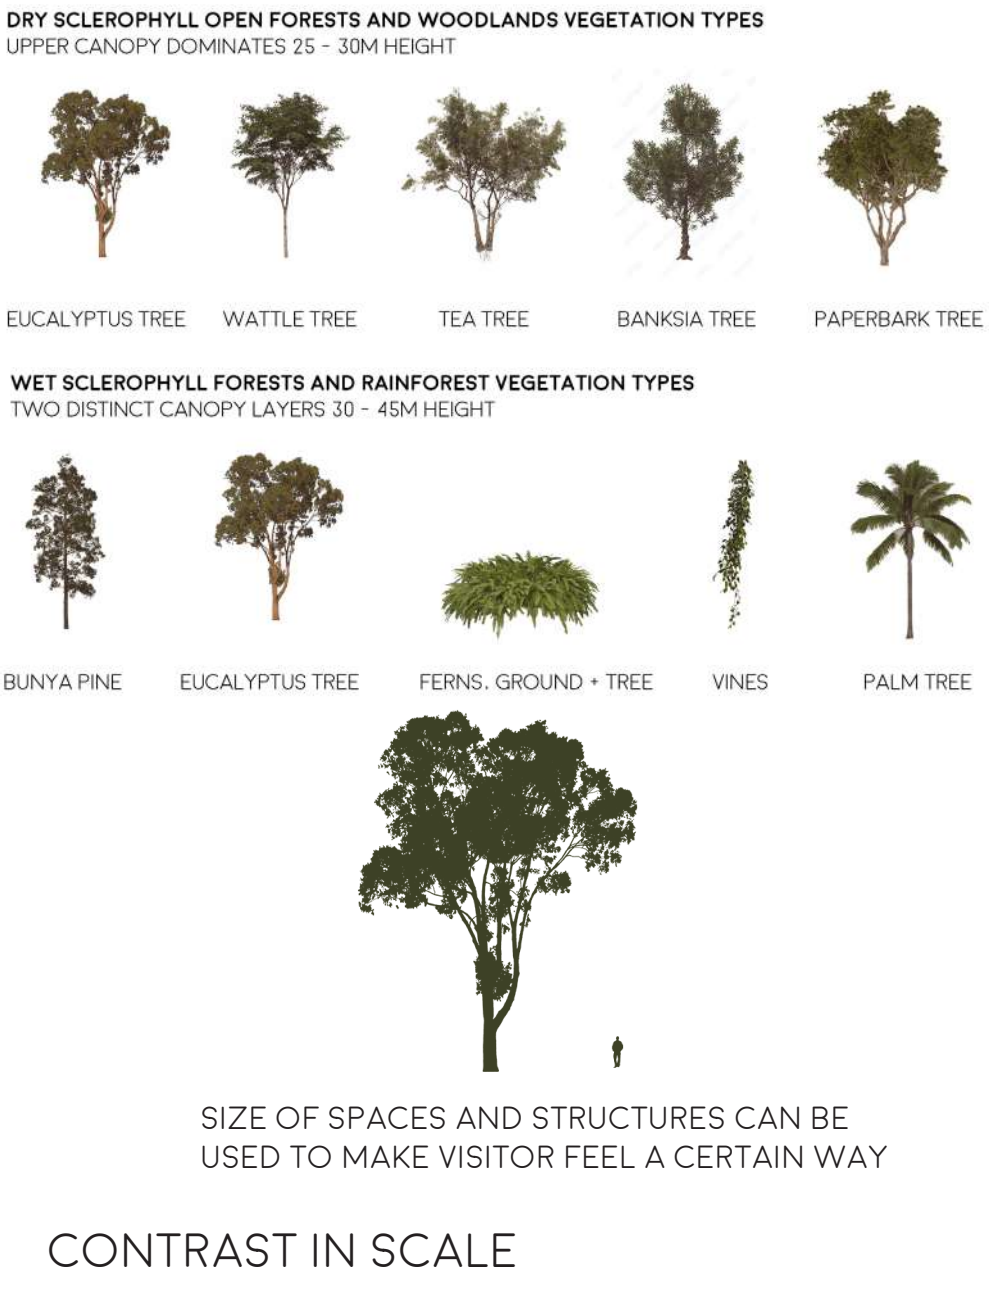 DRY SCLEROPHYLL OPEN FORESTS AND WOODLANDS VEGETATION TYPES
UPPER CANOPY DOMINATES 25 - 30M HEIGHT
EUCALYPTUS TREE WATTLE TREE TEA TREE BANKSIA TREE PAPERBARK TREE
WET SCLEROPHYLL FORESTS AND RAINFOREST VEGETATION TYPES
TWO DISTINCT CANOPY LAYERS 30 - 45M HEIGHT
BUNYA PINE EUCALYPTUS TREE FERNS. GROUND + TREE VINES PALM TREE
SIZE OF SPACES AND STRUCTURES CAN BE
USED TO MAKE VISITOR FEEL A CERTAIN WAY
CONTRAST IN SCALE